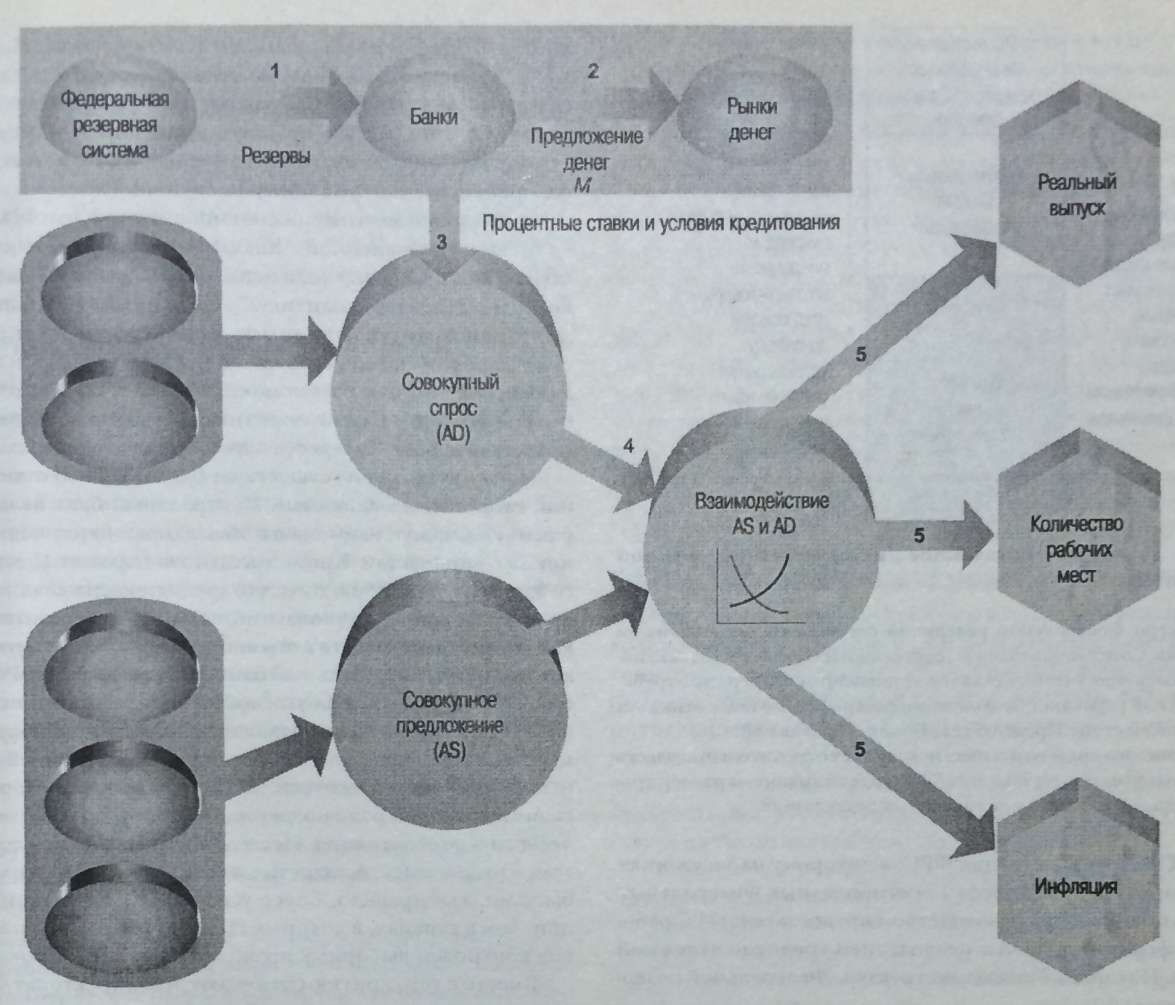 1
2
Федеральная
резервная
система
Резервы
Банки
Предложение
денег
M
Рынки
денег
Процентные ставки и условия кредитования
3
Реальный
выпуск
5
Совокупный
спрос
(AD)
4
Взаимодействие
AS и AD
5
Количество
рабочих
мест
Совокупное
предложение
(AS)
5
Инфляция